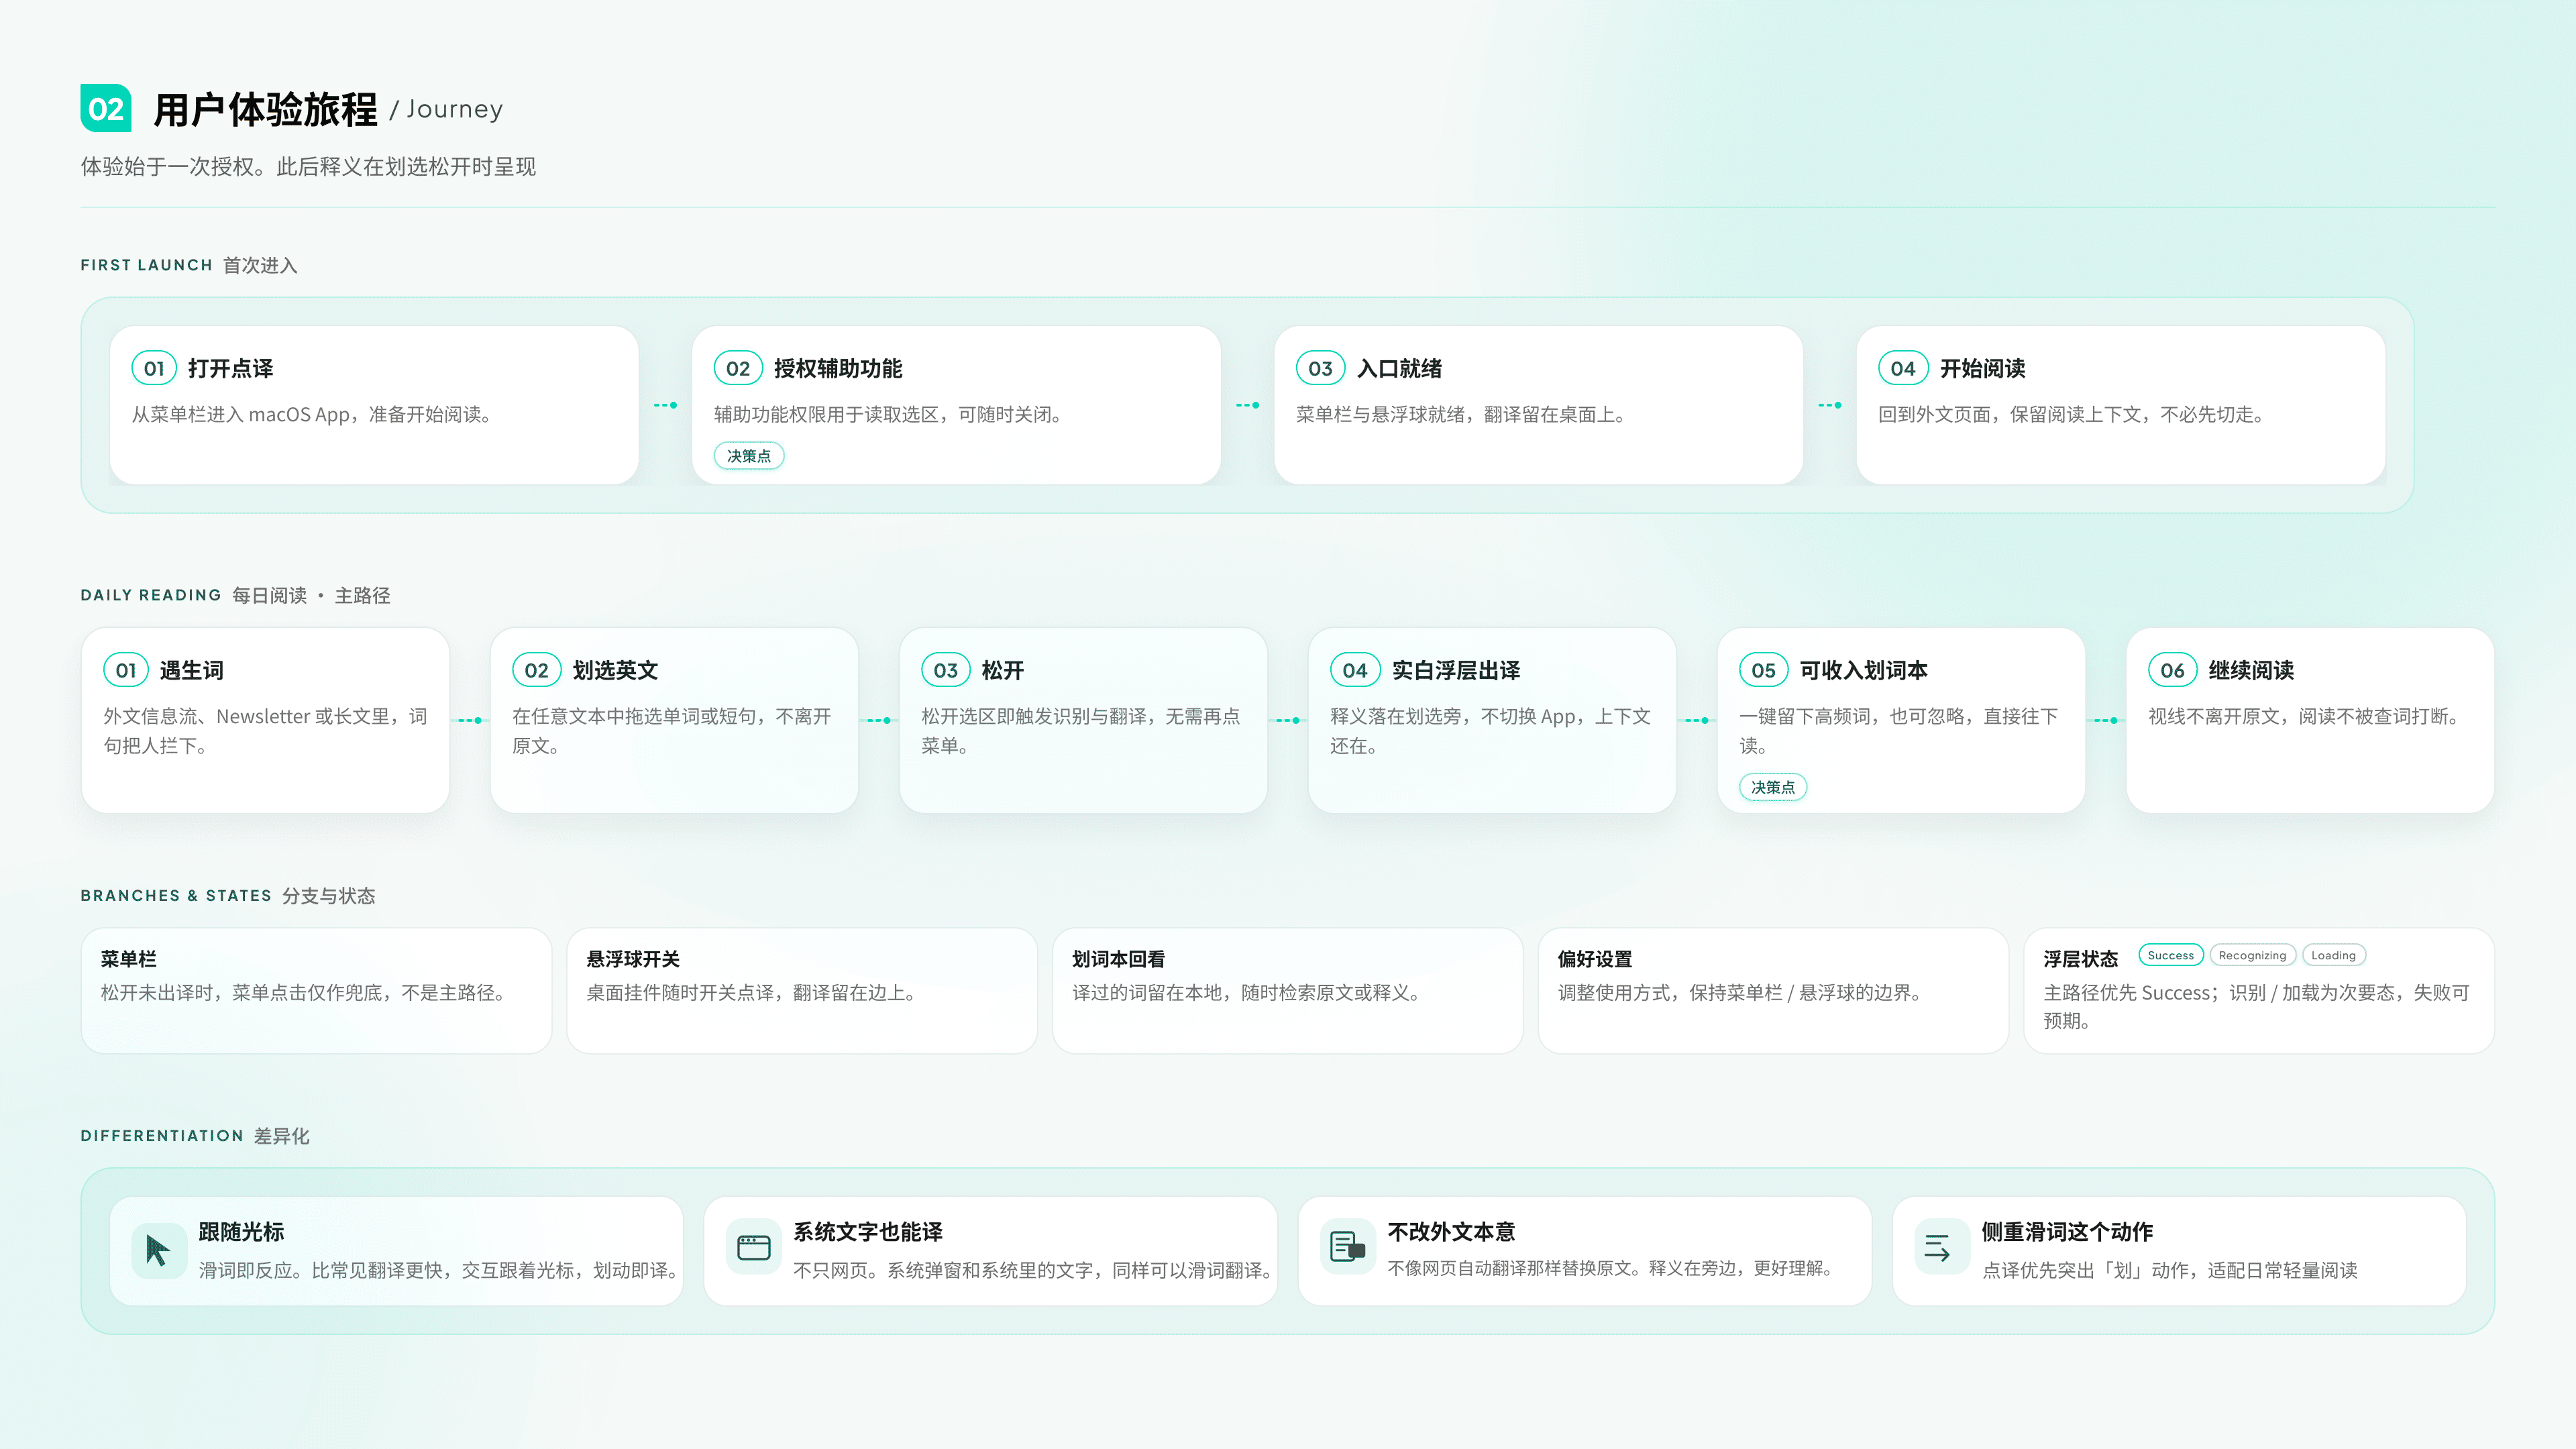 02 用户体验旅程 / Journey
体验始于一次授权。此后释义在划选松开时呈现
FIRST LAUNCH 首次进入
01 打开点译
从菜单栏进入 macOS App，准备开始阅读。
02 授权辅助功能
辅助功能权限用于读取选区，可随时关闭。
决策点
03 入口就绪
菜单栏与悬浮球就绪，翻译留在桌面上。
04 开始阅读
回到外文页面，保留阅读上下文，不必先切走。
DAILY READING 每日阅读 · 主路径
01 遇生词
外文信息流、Newsletter 或长文里，词
句把人拦下。
02 划选英文
在任意文本中拖选单词或短句，不离开
原文。
03 松开
松开选区即触发识别与翻译，无需再点
菜单。
04 实白浮层出译
释义落在划选旁，不切换 App，上下文
还在。
05 可收入划词本
一键留下高频词，也可忽略，直接往下
读。
决策点
06 继续阅读
视线不离开原文，阅读不被查词打断。
BRANCHES & STATES 分支与状态
菜单栏
松开未出译时，菜单点击仅作兜底，不是主路径。
悬浮球开关
桌面挂件随时开关点译，翻译留在边上。
划词本回看
译过的词留在本地，随时检索原文或释义。
偏好设置
调整使用方式，保持菜单栏 / 悬浮球的边界。
浮层状态 Success Recognizing Loading
主路径优先 Success；识别 / 加载为次要态，失败可
预期。
DIFFERENTIATION 差异化
跟随光标
滑词即反应。比常见翻译更快，交互跟着光标，划动即译。
系统文字也能译
不只网页。系统弹窗和系统里的文字，同样可以滑词翻译。
不改外文本意
不像网页自动翻译那样替换原文。释义在旁边，更好理解。
侧重滑词这个动作
点译优先突出「划」动作，适配日常轻量阅读